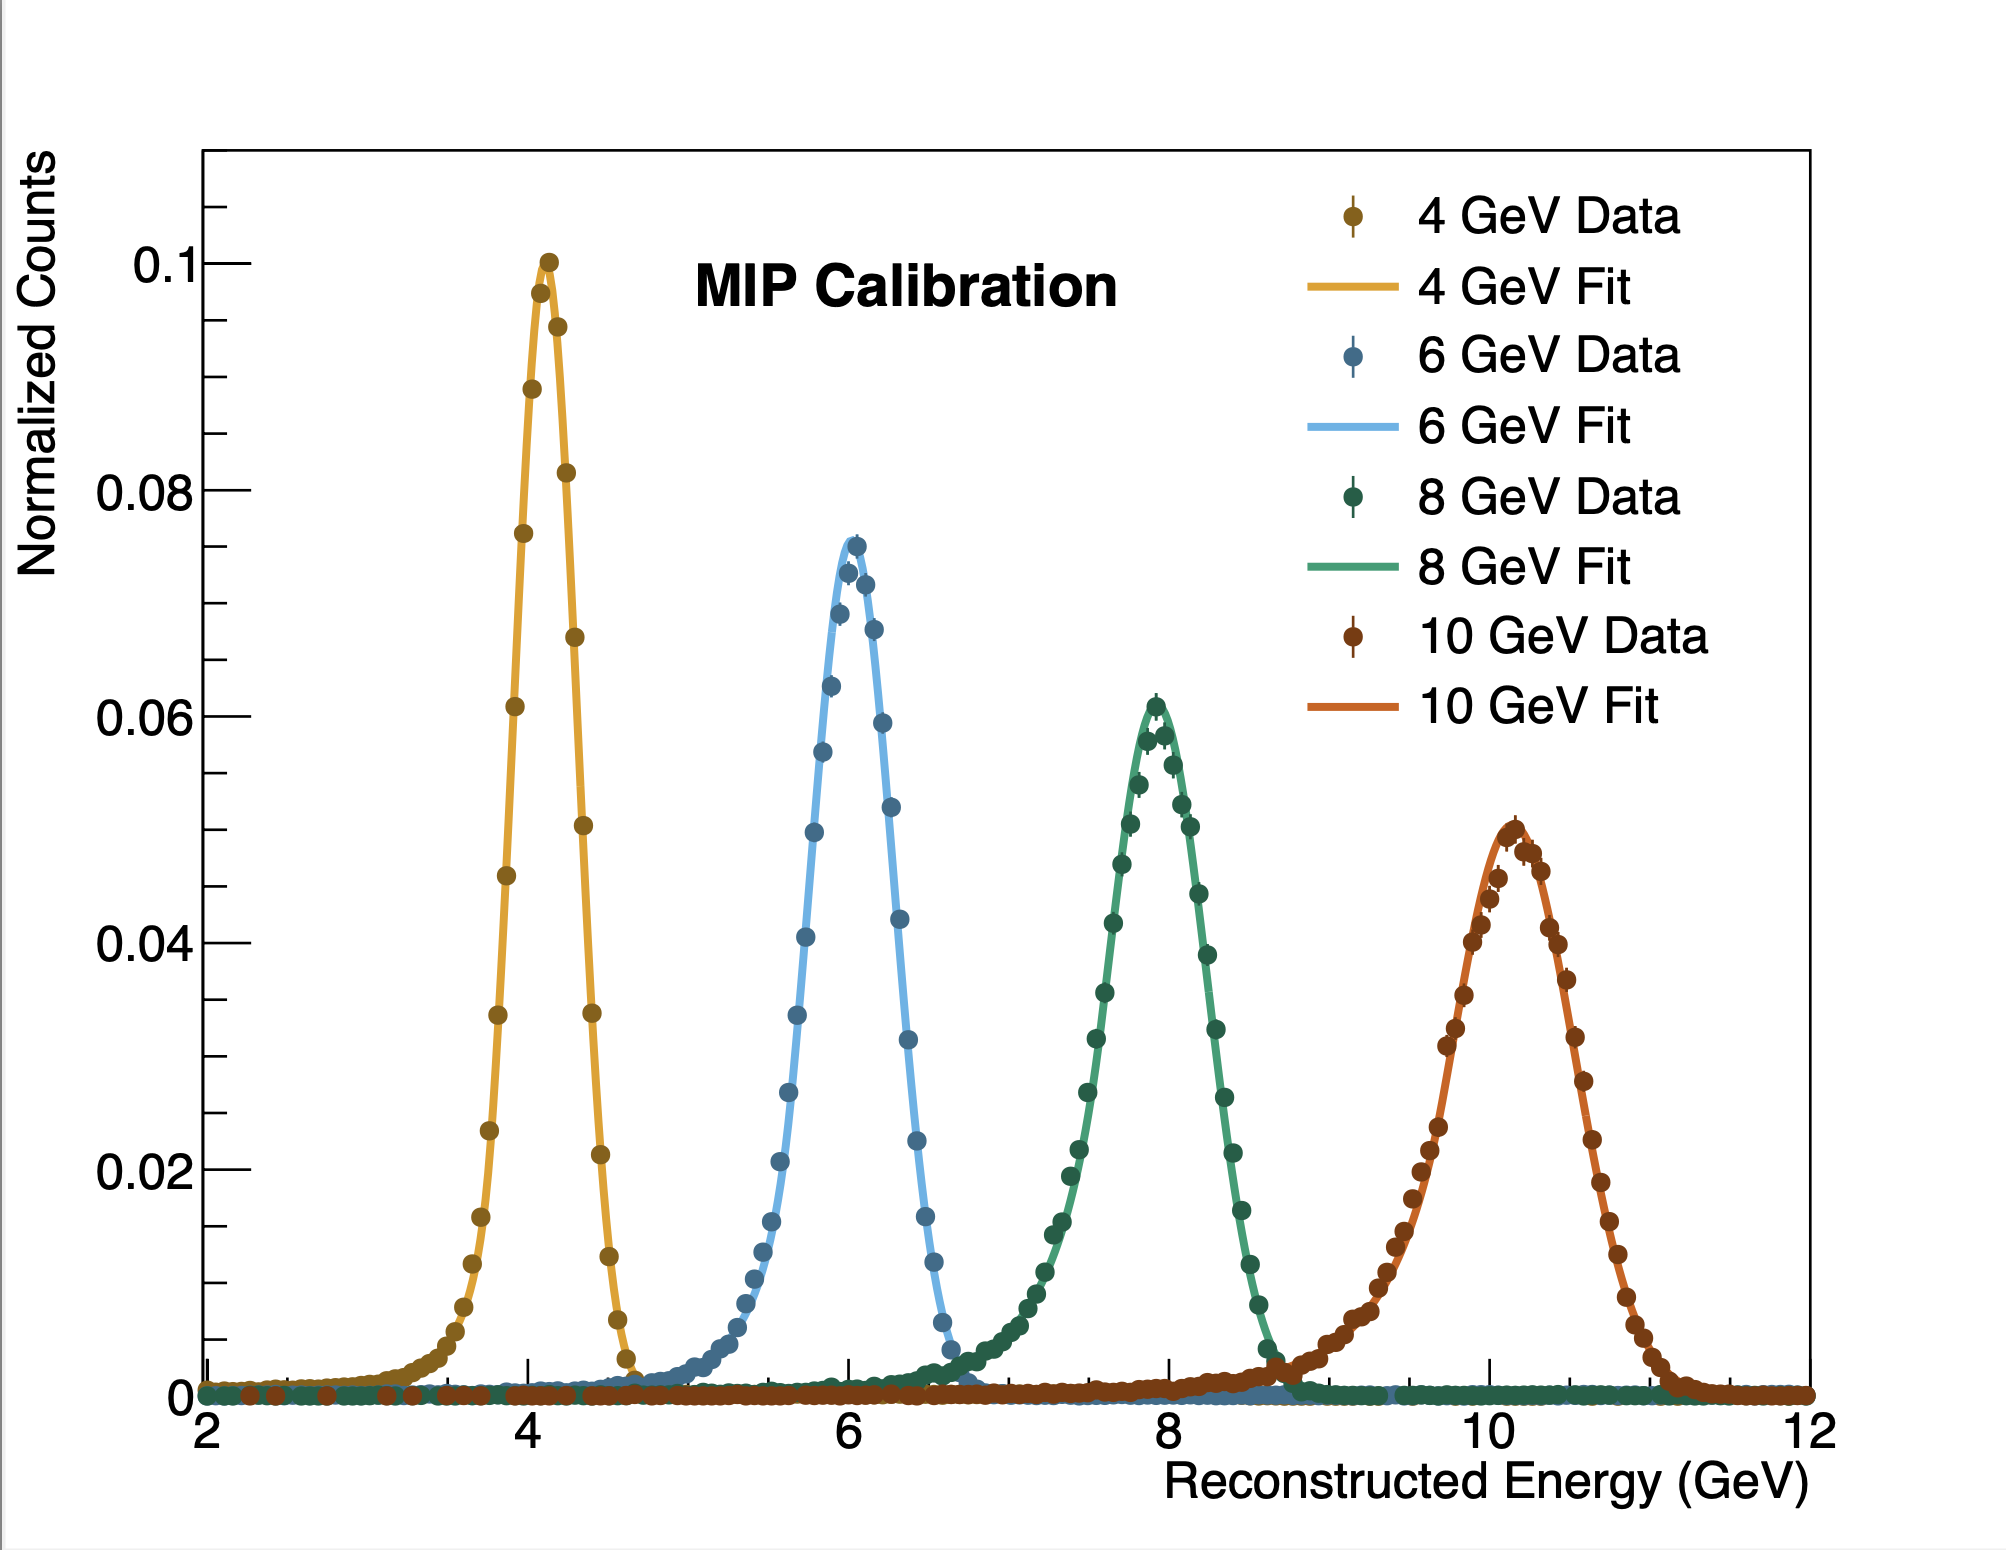 Normalized Counts
MIP Calibration
4 GeV Data
4 GeV Fit
6 GeV Data
6 GeV Fit
8 GeV Data
8 GeV Fit
10 GeV Data
10 GeV Fit
0.1
0.08
0.06
0.04
0.02
0
2 4 6 8 10 12
Reconstructed Energy (GeV)